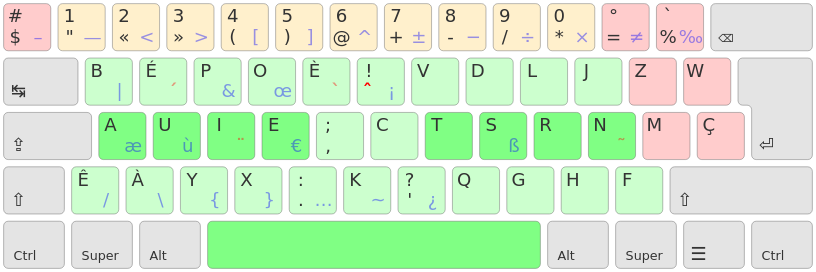 # $ – 1 " — 2 « < 3 » > 4 ( [ 5 ) ] 6 @ ^ 7 + ± 8 - − 9 / ÷ 0 * × ° = ≠ ` % ‰ ⌫
↹ B | É ´ P & O œ È ` ! ˆ ¡ V D L J Z W
⇪ A æ U ù I ¨ E € ; , C T S ß R N ~ M Ç ⏎
⇧ Ê / À \ Y { X } : . … K ~ ? ' ¿ Q G H F ⇧
Ctrl Super Alt Alt Super ☰ Ctrl